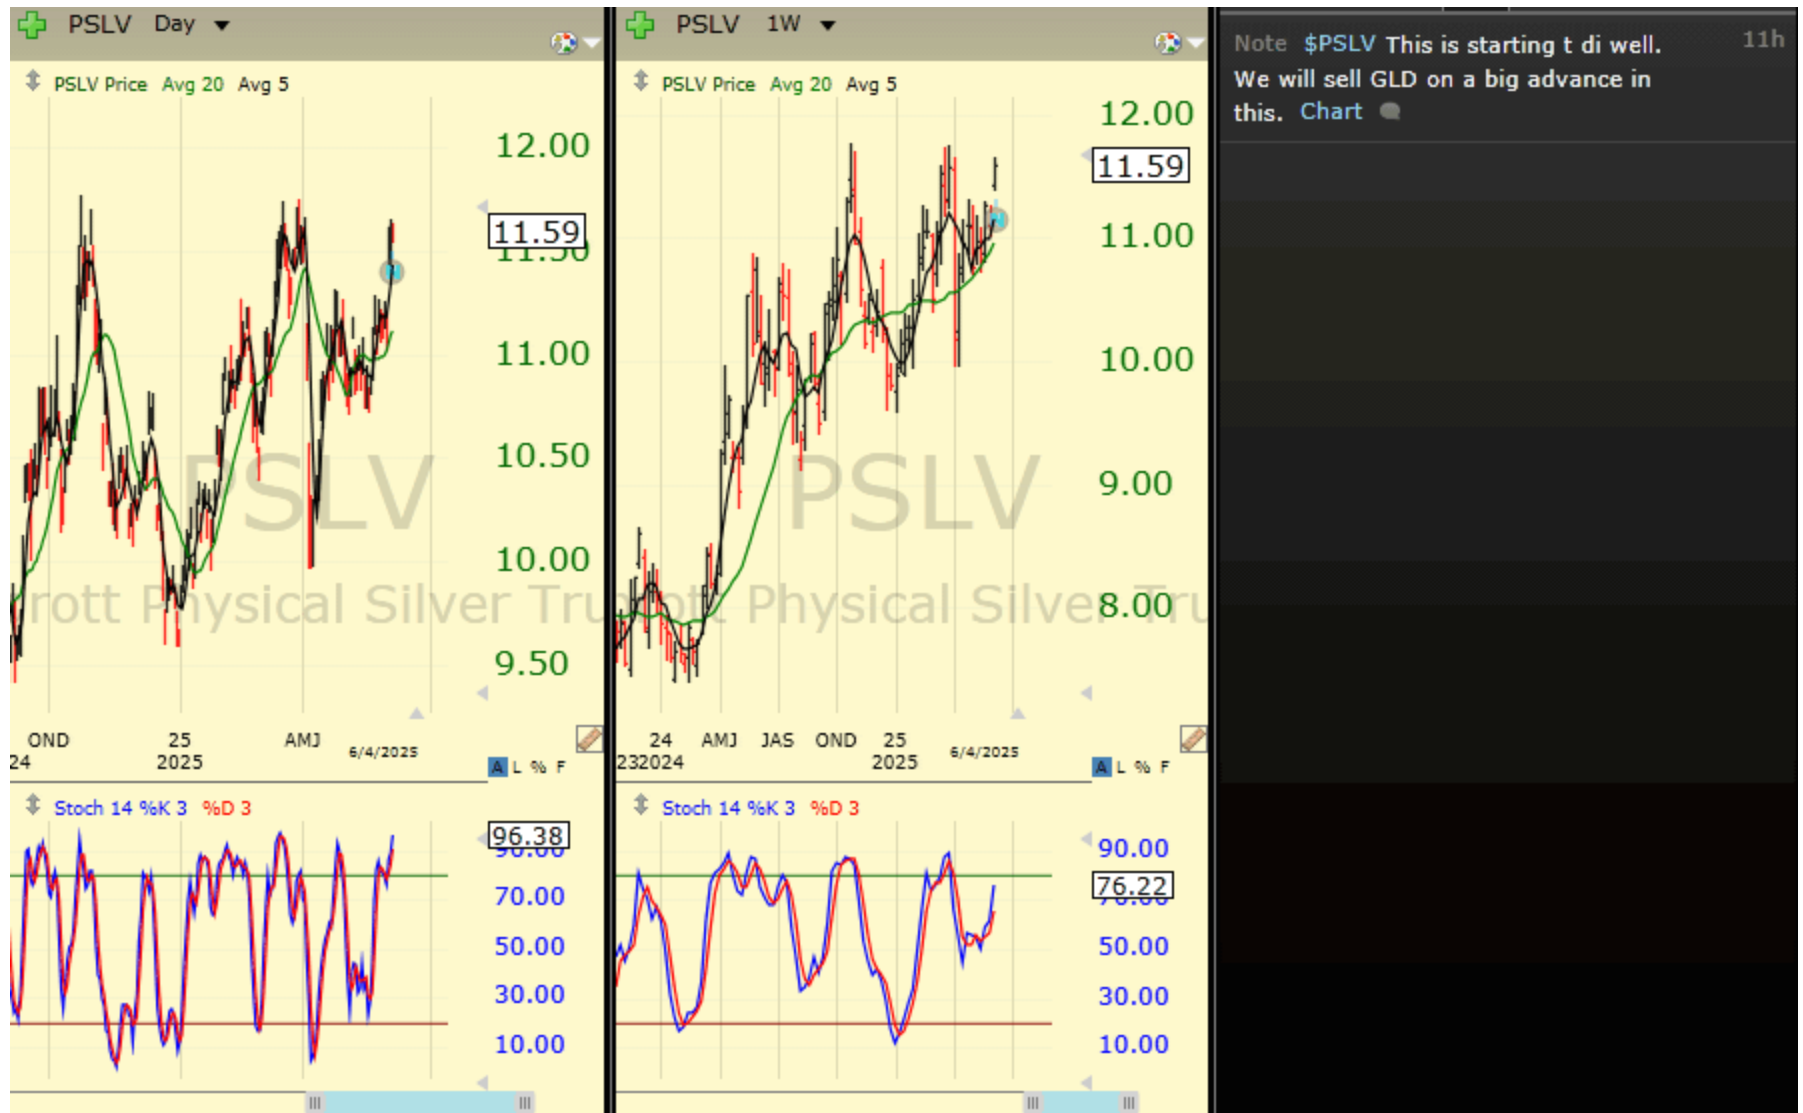 PSLV Day
PSLV Price Avg 20 Avg 5
12.00
11.59
11.50
11.00
10.50
10.00
9.50
PSLV
rott Physical Silver Tru
OND 25 AMJ 6/4/2025
24 2025
A L % F
Stoch 14 %K 3 %D 3
96.38
90.00
70.00
50.00
30.00
10.00
PSLV 1W
PSLV Price Avg 20 Avg 5
12.00
11.59
11.00
10.00
9.00
8.00
PSLV
ott Physical Silver Tru
24 AMJ JAS OND 25 6/4/2025
232024 2025
A L % F
Stoch 14 %K 3 %D 3
90.00
76.22
70.00
50.00
30.00
10.00
Note $PSLV This is starting t di well. 11h
We will sell GLD on a big advance in
this. Chart